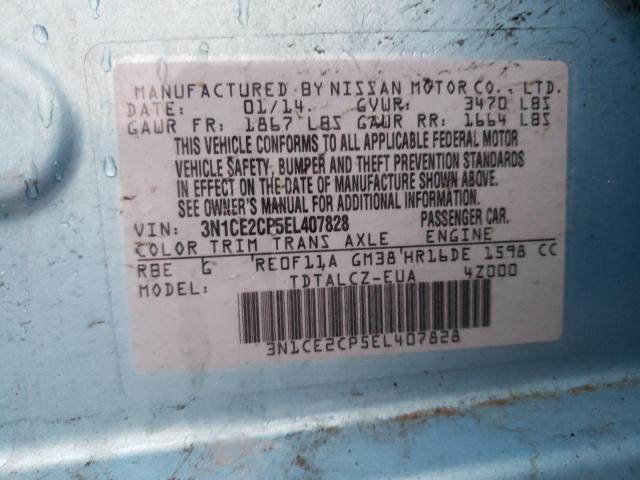 MANUFACTURED BY NISSAN MOTOR CO., LTD.
DATE: 01/14. GVWR: 3470 LBS
GAWR FR: 1867 LBS GAWR RR: 1664 LBS
THIS VEHICLE CONFORMS TO ALL APPLICABLE FEDERAL MOTOR
VEHICLE SAFETY, BUMPER AND THEFT PREVENTION STANDARDS
IN EFFECT ON THE DATE OF MANUFACTURE SHOWN ABOVE.
SEE OWNER'S MANUAL FOR ADDITIONAL INFORMATION.
VIN: 3N1CE2CP5EL407828 PASSENGER CAR.
COLOR TRIM TRANS AXLE ENGINE
RBE G 'RE0F11A GM38'HR16DE 1598 CC
MODEL: TDTALCZ-EUA 4Z000
3N1CE2CP5EL407828